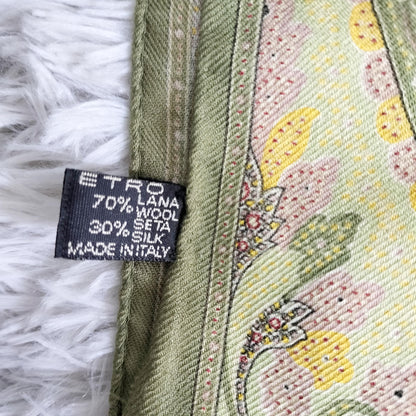 ETRO
70% LANA
WOOL
30% SETA
SILK
MADE IN ITALY